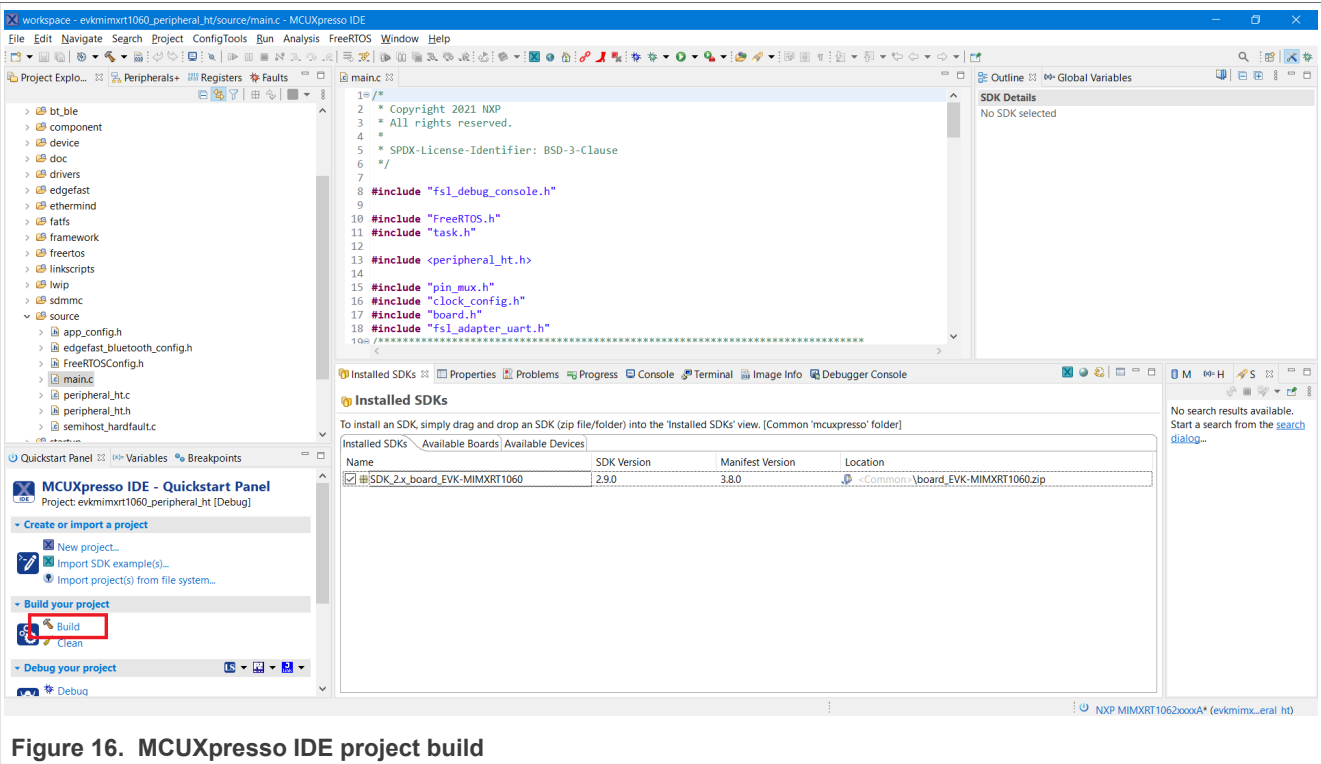 workspace - evkmimxrt1060_peripheral_ht/source/main.c - MCUXpresso IDE
File Edit Navigate Search Project ConfigTools Run Analysis FreeRTOS Window Help
Project Explo... Peripherals+ Registers Faults
bt_ble
component
device
doc
drivers
edgefast
ethermind
fatfs
framework
freertos
linkscripts
lwip
sdmmc
source
app_config.h
edgefast_bluetooth_config.h
FreeRTOSConfig.h
main.c
peripheral_ht.c
peripheral_ht.h
semihost_hardfault.c
startup
main.c
1 /*
2 * Copyright 2021 NXP
3 * All rights reserved.
4 *
5 * SPDX-License-Identifier: BSD-3-Clause
6 */
7
8 #include "fsl_debug_console.h"
9
10 #include "FreeRTOS.h"
11 #include "task.h"
12
13 #include <peripheral_ht.h>
14
15 #include "pin_mux.h"
16 #include "clock_config.h"
17 #include "board.h"
18 #include "fsl_adapter_uart.h"
19 /*******************************************************************************
Outline Global Variables
SDK Details
No SDK selected
Quickstart Panel Variables Breakpoints
IDE
MCUXpresso IDE - Quickstart Panel
Project: evkmimxrt1060_peripheral_ht [Debug]
Create or import a project
New project...
Import SDK example(s)...
Import project(s) from file system...
Build your project
Build
Clean
Debug your project
LS
Debug
Installed SDKs Properties Problems Progress Console Terminal Image Info Debugger Console
Installed SDKs
To install an SDK, simply drag and drop an SDK (zip file/folder) into the 'Installed SDKs' view. [Common 'mcuxpresso' folder]
Installed SDKs Available Boards Available Devices
Name SDK Version Manifest Version Location
SDK_2.x_board_EVK-MIMXRT1060 2.9.0 3.8.0 <Common>\board_EVK-MIMXRT1060.zip
M H S
No search results available.
Start a search from the search
dialog...
NXP MIMXRT1062xxxxA* (evkmimx...eral ht)
Figure 16. MCUXpresso IDE project build